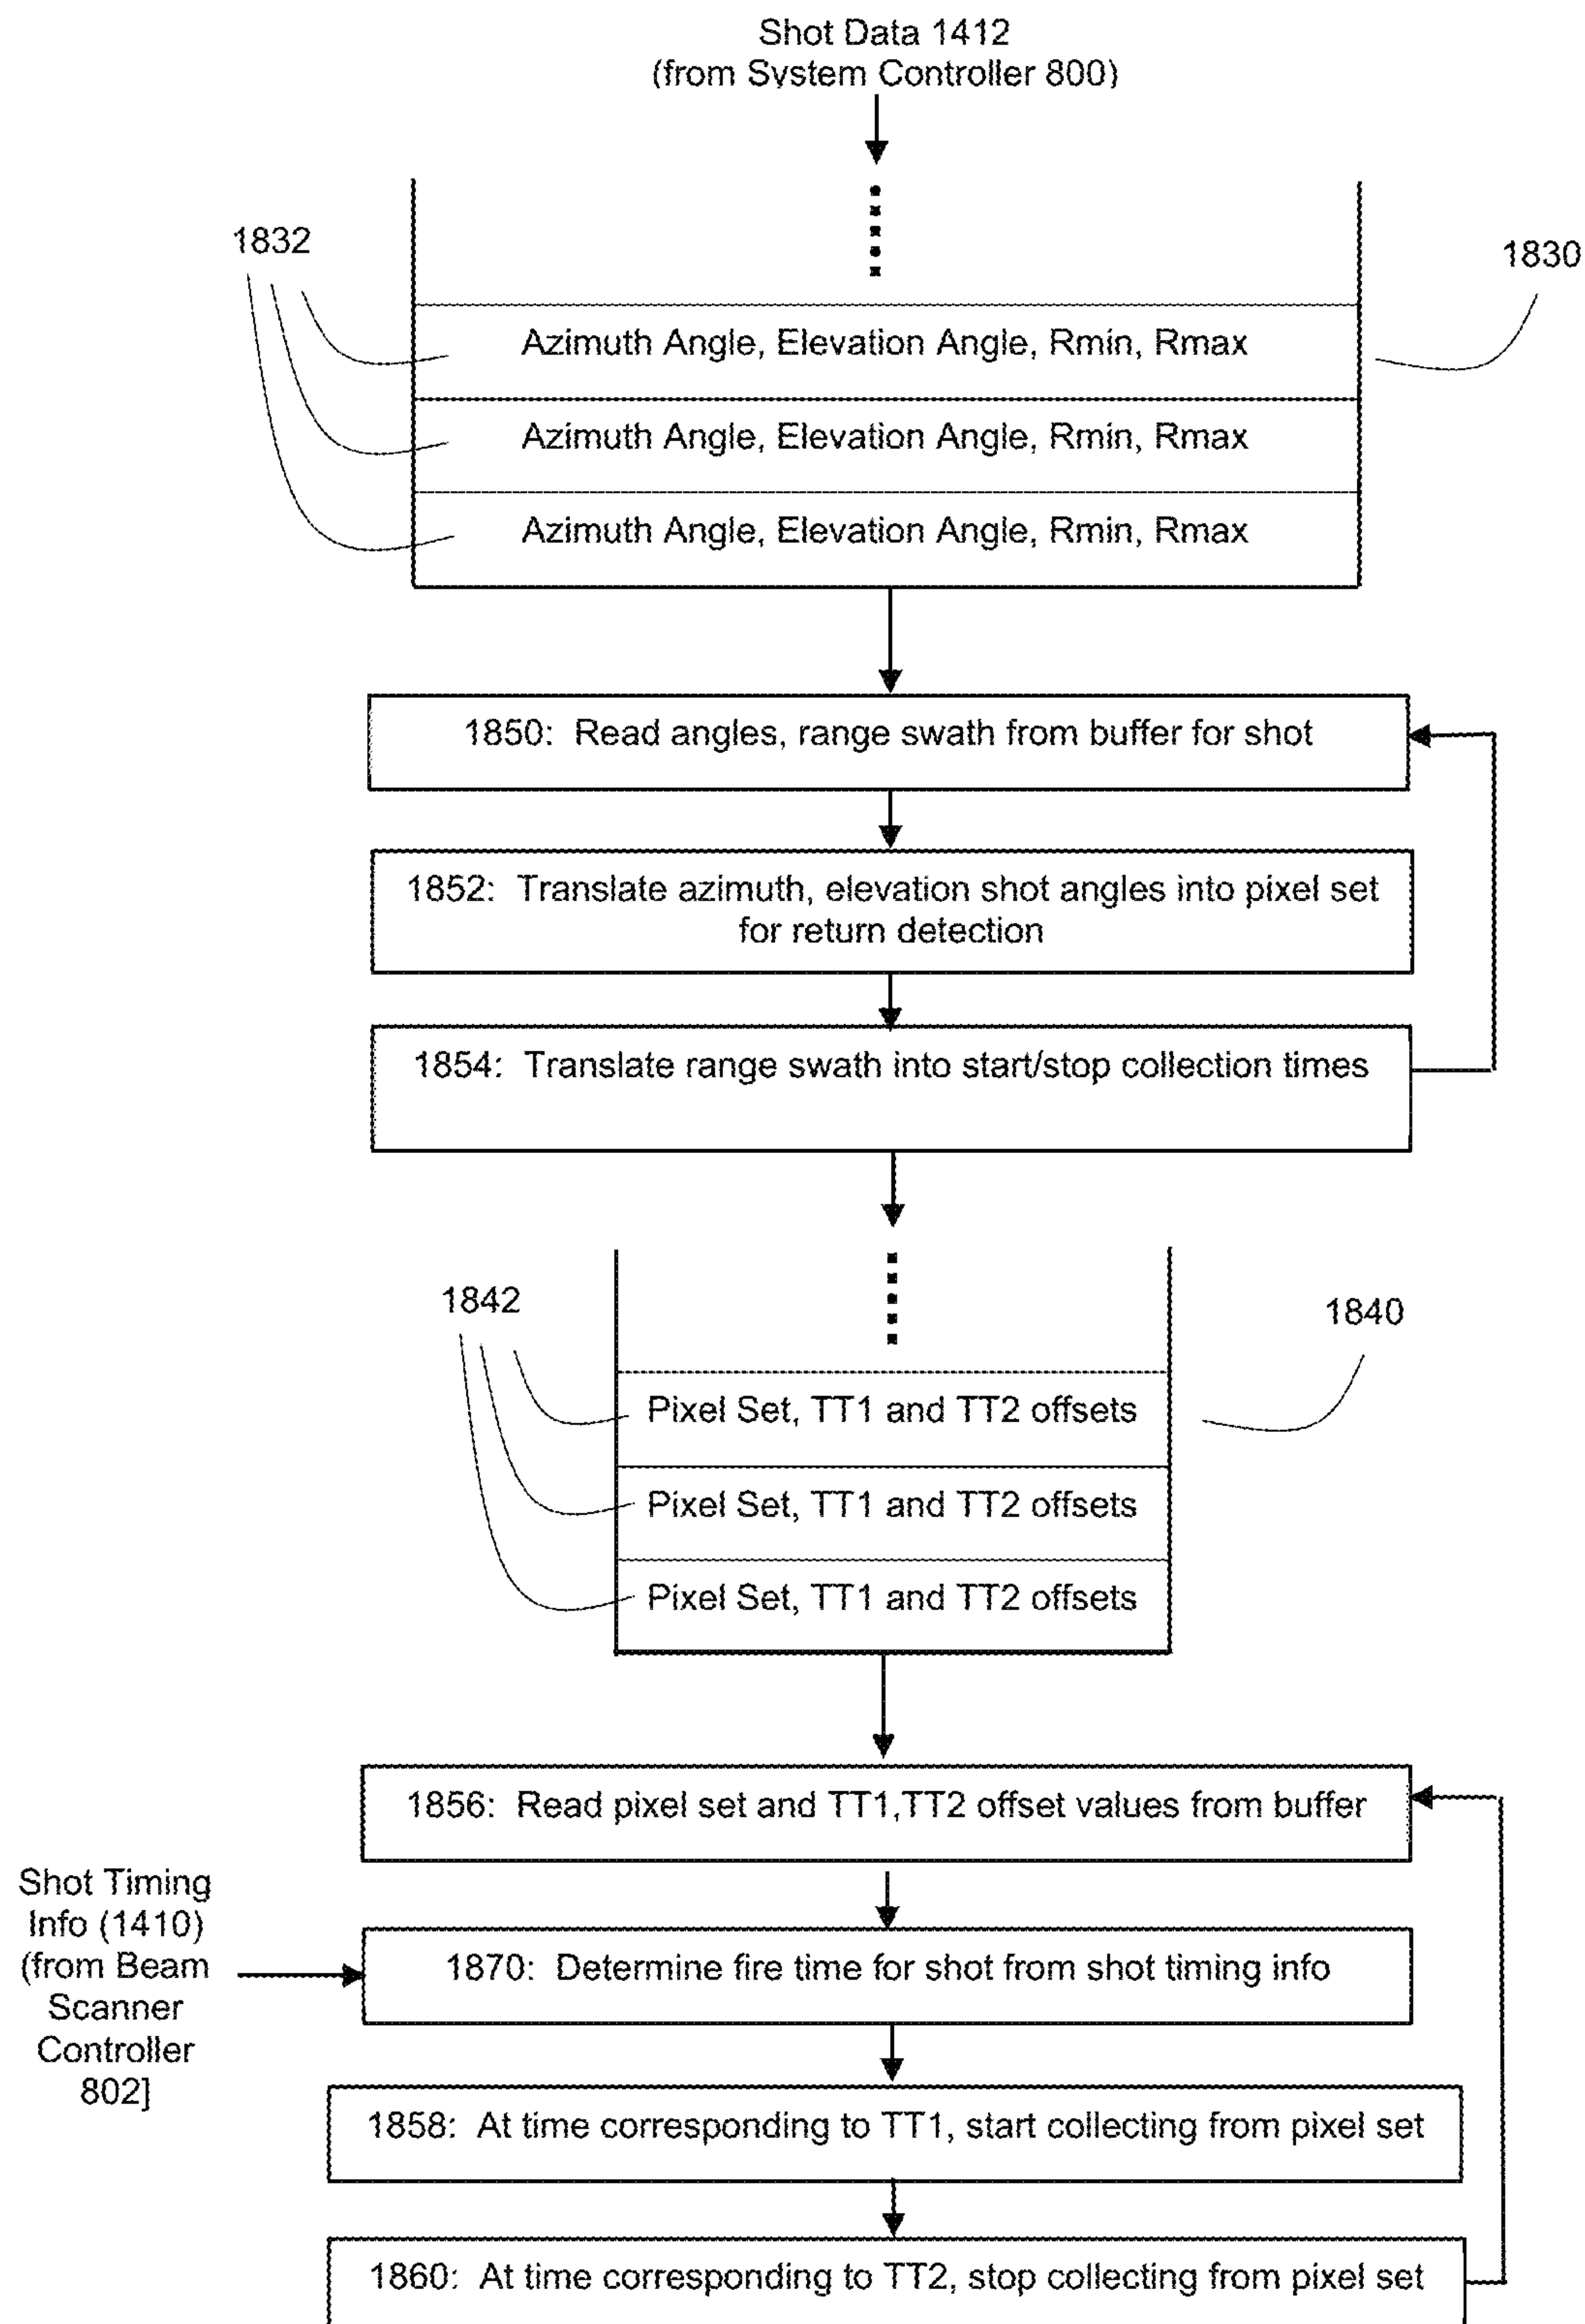 Shot Data 1412
(from System Controller 800)
1832
1830
Azimuth Angle, Elevation Angle, Rmin, Rmax
Azimuth Angle, Elevation Angle, Rmin, Rmax
Azimuth Angle, Elevation Angle, Rmin, Rmax
1850: Read angles, range swath from buffer for shot
1852: Translate azimuth, elevation shot angles into pixel set
for return detection
1854: Translate range swath into start/stop collection times
1842
1840
Pixel Set, TT1 and TT2 offsets
Pixel Set, TT1 and TT2 offsets
Pixel Set, TT1 and TT2 offsets
1856: Read pixel set and TT1,TT2 offset values from buffer
Shot Timing
Info (1410)
(from Beam
Scanner
Controller
802]
1870: Determine fire time for shot from shot timing info
1858: At time corresponding to TT1, start collecting from pixel set
1860: At time corresponding to TT2, stop collecting from pixel set